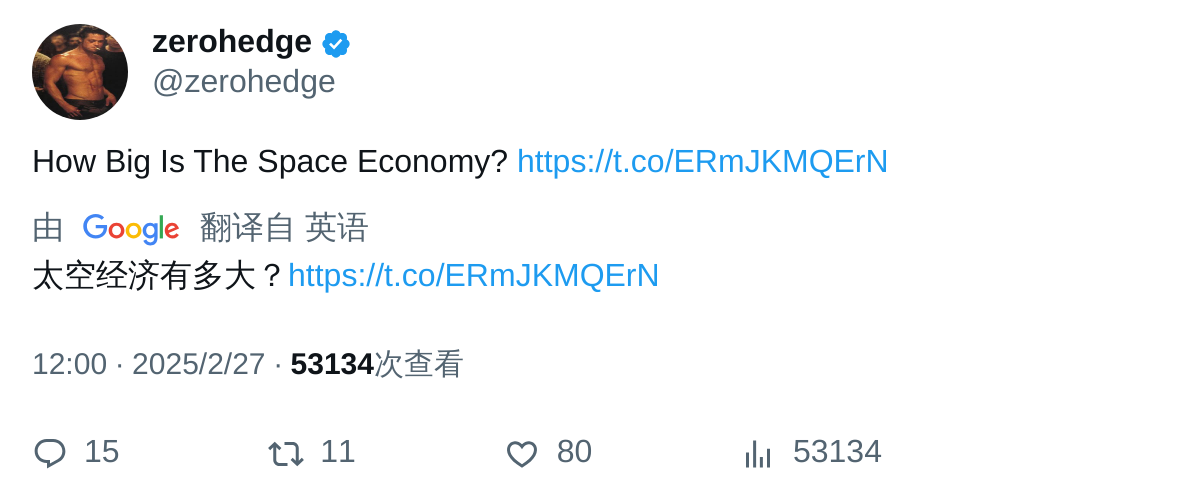 zerohedge
@zerohedge
How Big Is The Space Economy? https://t.co/ERmJKMQErN
由 Google 翻译自 英语
太空经济有多大？https://t.co/ERmJKMQErN
12:00 · 2025/2/27 · 53134次查看
15 11 80 53134